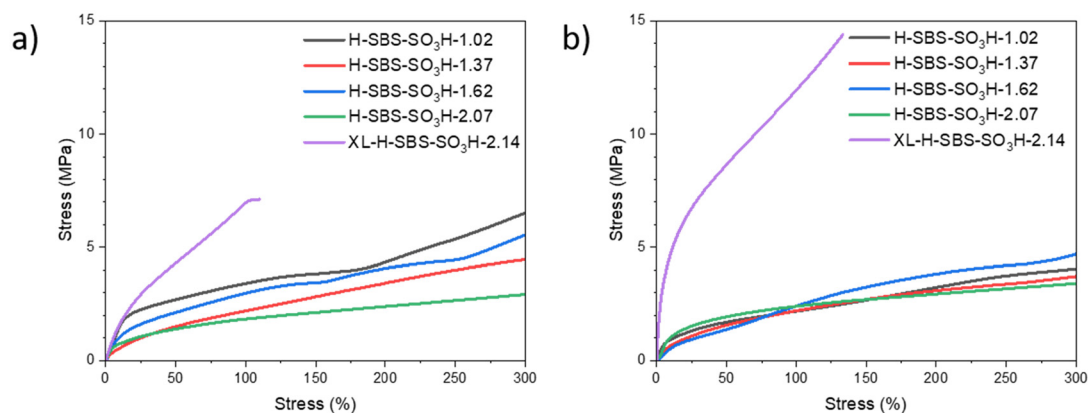 a)
15
10
5
0
Stress (MPa)
H-SBS-SO3H-1.02
H-SBS-SO3H-1.37
H-SBS-SO3H-1.62
H-SBS-SO3H-2.07
XL-H-SBS-SO3H-2.14
0 50 100 150 200 250 300
Stress (%)
b)
15
10
5
0
Stress (MPa)
H-SBS-SO3H-1.02
H-SBS-SO3H-1.37
H-SBS-SO3H-1.62
H-SBS-SO3H-2.07
XL-H-SBS-SO3H-2.14
0 50 100 150 200 250 300
Stress (%)